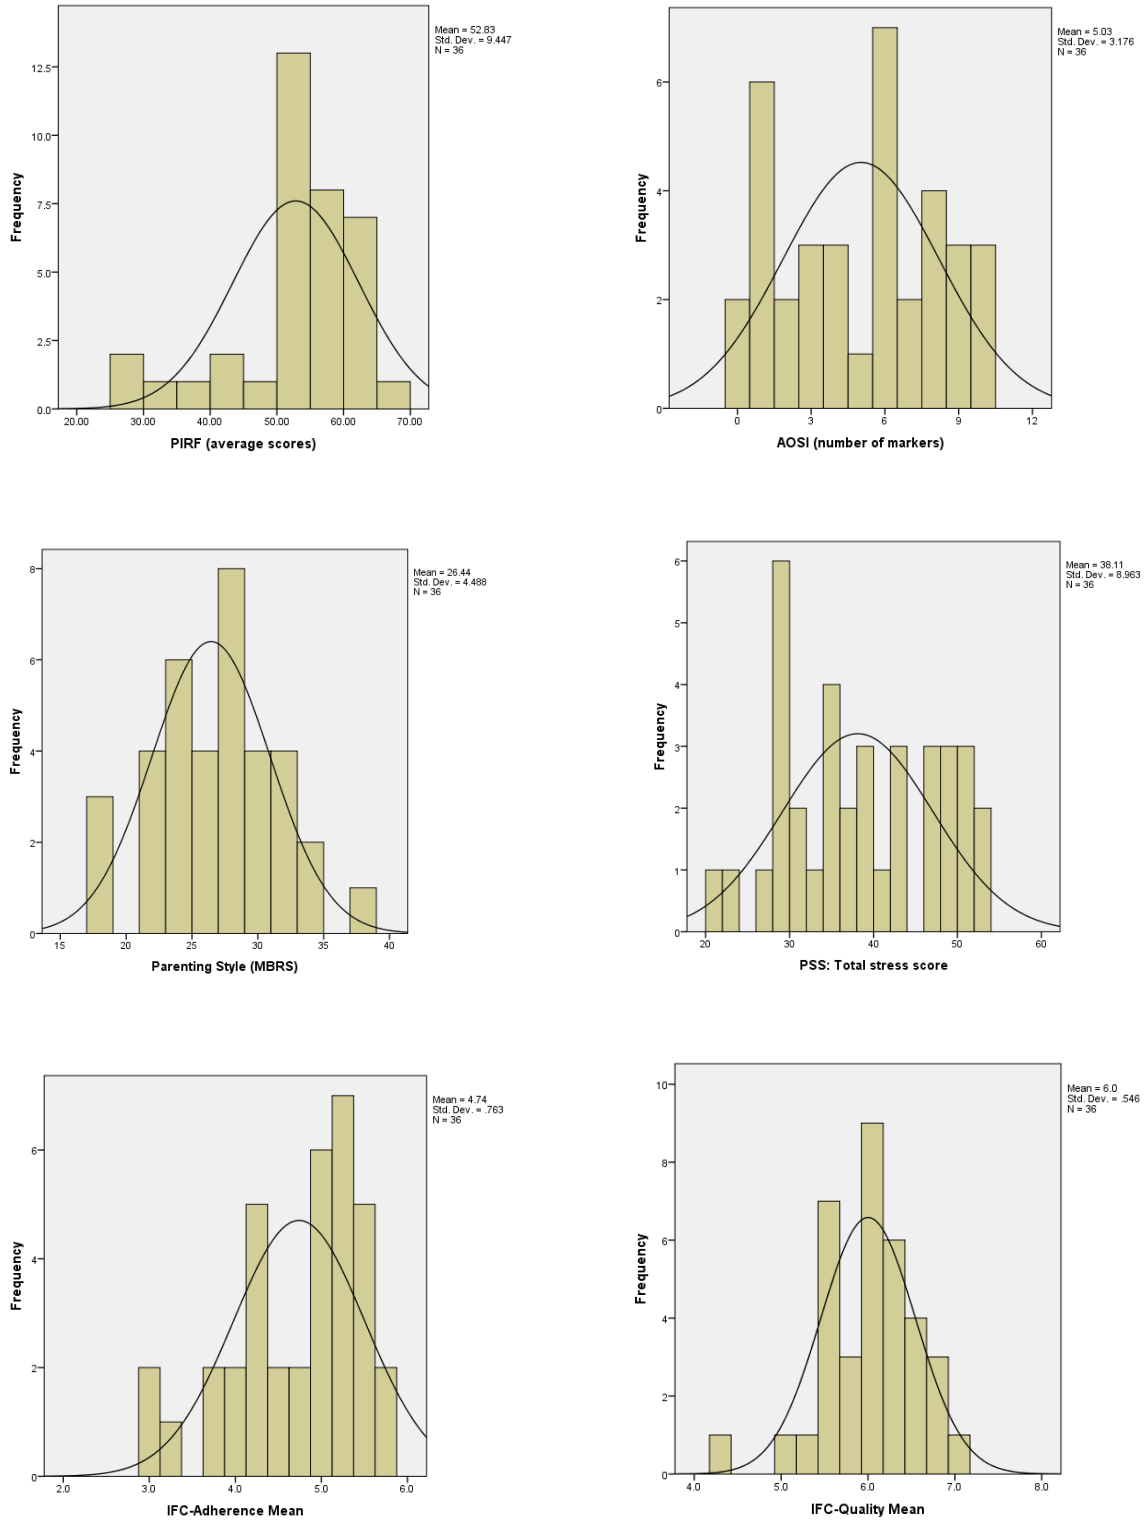 Mean = 52.83
Std. Dev. = 9.447
N = 36
Frequency
12.5
10.0
7.5
5.0
2.5
0.0
20.00 30.00 40.00 50.00 60.00 70.00
PIRF (average scores)
Mean = 5.03
Std. Dev. = 3.176
N = 36
Frequency
6
4
2
0
0 3 6 9 12
AOSI (number of markers)
Mean = 26.44
Std. Dev. = 4.488
N = 36
Frequency
8
6
4
2
0
15 20 25 30 35 40
Parenting Style (MBRS)
Mean = 38.11
Std. Dev. = 8.963
N = 36
Frequency
6
5
4
3
2
1
0
20 30 40 50 60
PSS: Total stress score
Mean = 4.74
Std. Dev. = .763
N = 36
Frequency
6
4
2
0
2.0 3.0 4.0 5.0 6.0
IFC-Adherence Mean
Mean = 6.0
Std. Dev. = .546
N = 36
Frequency
10
8
6
4
2
0
4.0 5.0 6.0 7.0 8.0
IFC-Quality Mean